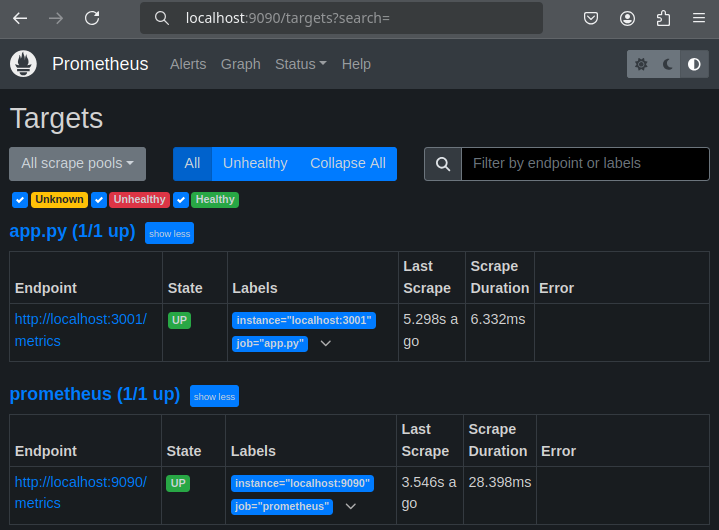 localhost:9090/targets?search=
Prometheus Alerts Graph Status Help
Targets
All scrape pools All Unhealthy Collapse All Filter by endpoint or labels
Unknown Unhealthy Healthy
app.py (1/1 up) show less
Endpoint State Labels Last Scrape Scrape Duration Error
http://localhost:3001/metrics UP instance="localhost:3001" job="app.py" 5.298s ago 6.332ms
prometheus (1/1 up) show less
Endpoint State Labels Last Scrape Scrape Duration Error
http://localhost:9090/metrics UP instance="localhost:9090" job="prometheus" 3.546s ago 28.398ms